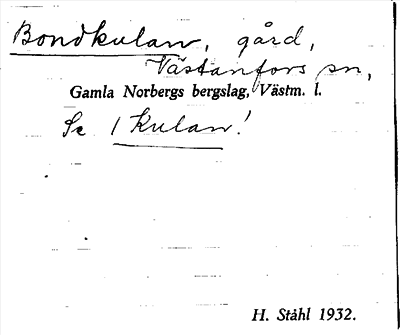 Bondkulan, gård,
Västanfors sn,
Gamla Norbergs bergslag, Västm. l.
Se 1 Kulan!
H. Ståhl 1932.